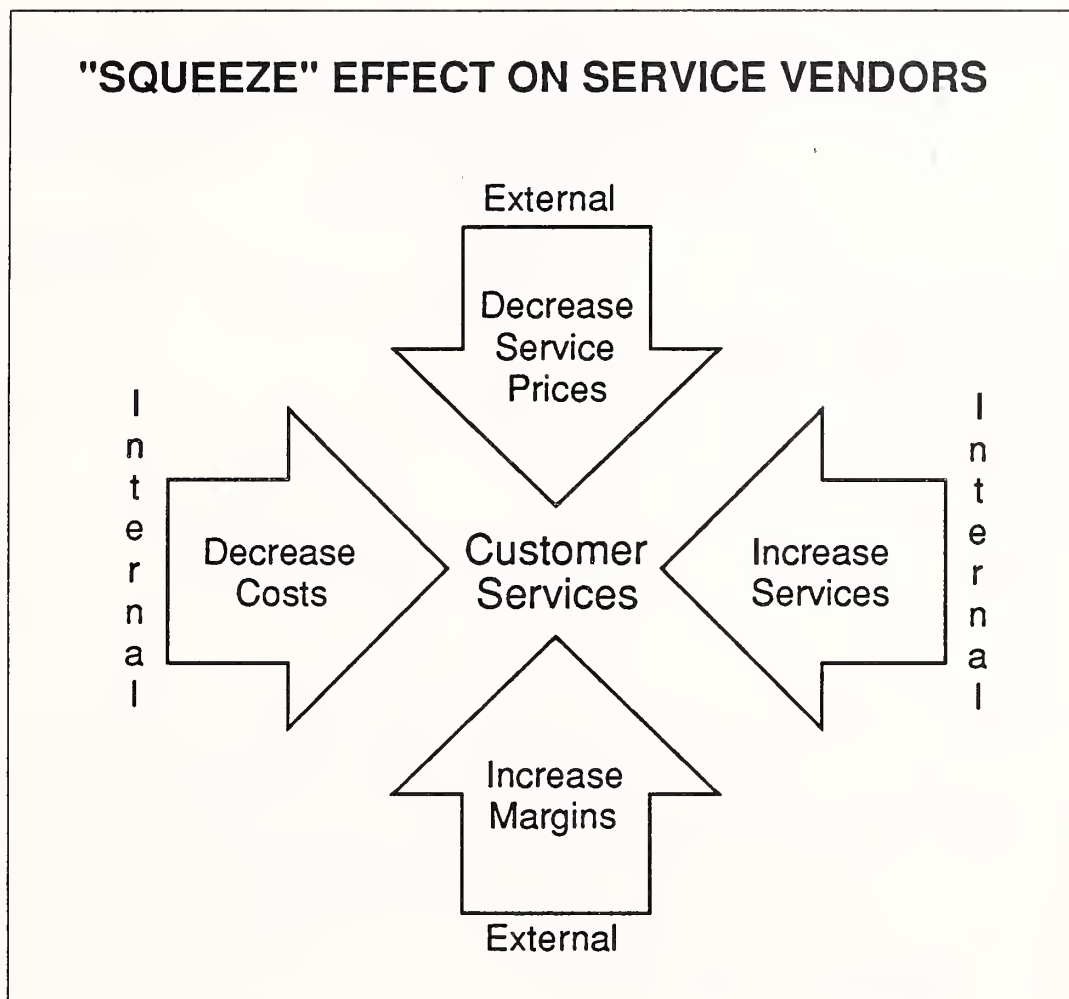 "SQUEEZE" EFFECT ON SERVICE VENDORS
External
Decrease
Service
Prices
Internal
Decrease
Costs
Customer
Services
Increase
Services
Internal
Increase
Margins
External